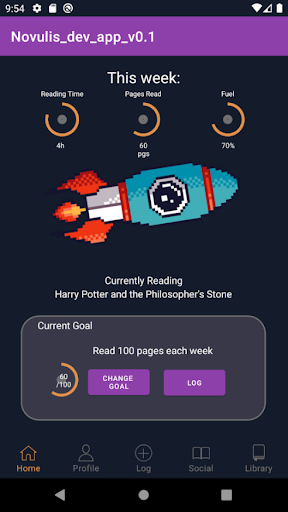 9:54
Novulis_dev_app_v0.1
This week:
Reading Time
Pages Read
Fuel
4h
60
pgs
70%
Currently Reading
Harry Potter and the Philosopher's Stone
Current Goal
Read 100 pages each week
60
/100
CHANGE
GOAL
LOG
Home
Profile
Log
Social
Library